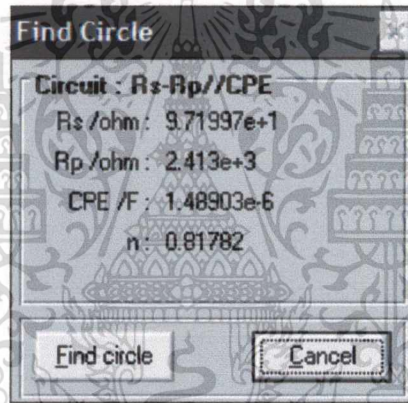 Find Circle
Circuit : Rs-Rp//CPE
Rs /ohm : 9.71997e+1
Rp /ohm : 2.413e+3
CPE /F : 1.48903e-6
n : 0.81782
Find circle
Cancel